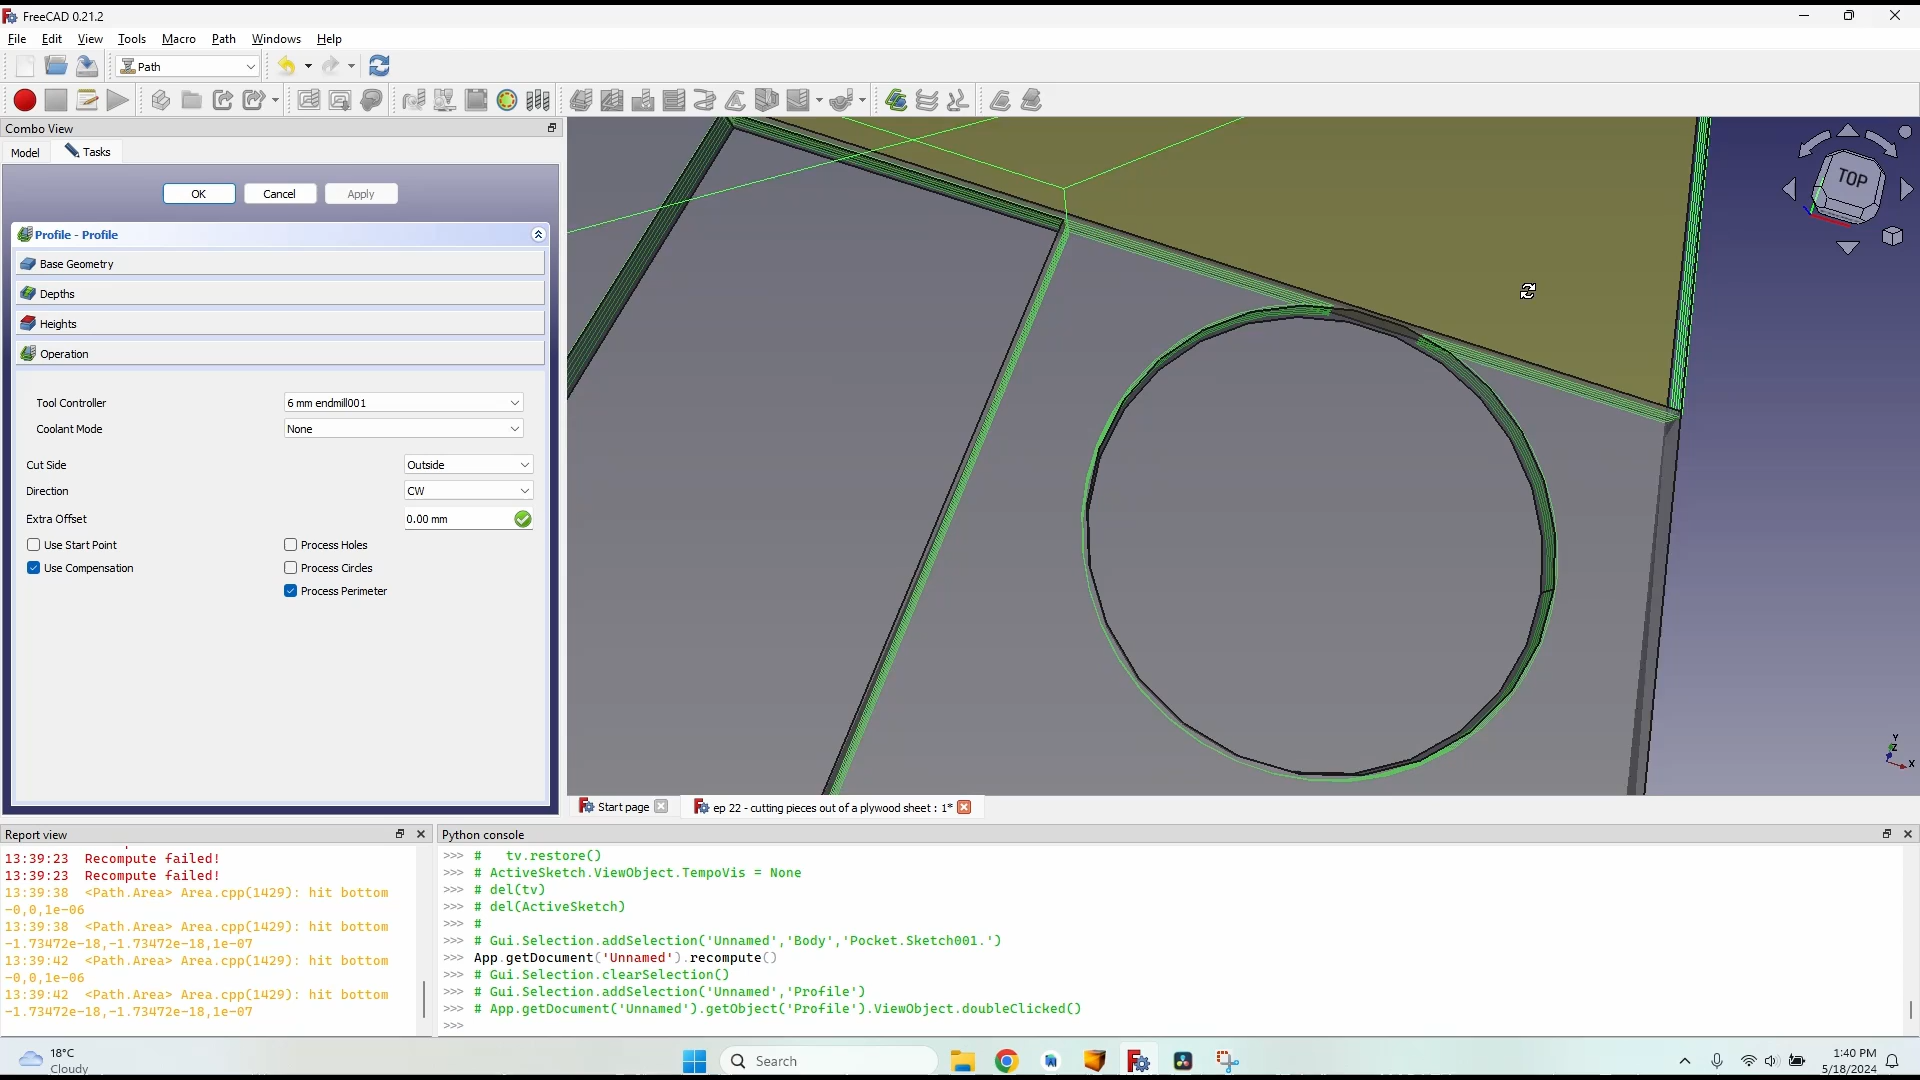 FreeCAD 0.21.2
File Edit View Tools Macro Path Windows Help
Path
Combo View
Model Tasks
OK Cancel Apply
TOP
Profile - Profile
Base Geometry
Depths
Heights
Operation
Tool Controller 6 mm endmill001
Coolant Mode None
Cut Side Outside
Direction CW
Extra Offset 0.00 mm
Use Start Point Process Holes
Use Compensation Process Circles
Process Perimeter
Y
Z
X
Start page ep 22 - cutting pieces out of a plywood sheet : 1*
Report view
13:39:23 Recompute failed!
13:39:23 Recompute failed!
13:39:38 <Path.Area> Area.cpp(1429): hit bottom
-0,0,1e-06
13:39:38 <Path.Area> Area.cpp(1429): hit bottom
-1.73472e-18,-1.73472e-18,1e-07
13:39:42 <Path.Area> Area.cpp(1429): hit bottom
-0,0,1e-06
13:39:42 <Path.Area> Area.cpp(1429): hit bottom
-1.73472e-18,-1.73472e-18,1e-07
Python console
>>> #   tv.restore()
>>> # ActiveSketch.ViewObject.TempoVis = None
>>> # del(tv)
>>> # del(ActiveSketch)
>>> #
>>> # Gui.Selection.addSelection('Unnamed','Body','Pocket.Sketch001.')
>>> App.getDocument('Unnamed').recompute()
>>> # Gui.Selection.clearSelection()
>>> # Gui.Selection.addSelection('Unnamed','Profile')
>>> # App.getDocument('Unnamed').getObject('Profile').ViewObject.doubleClicked()
>>>
18°C
Cloudy
Search
1:40 PM
5/18/2024